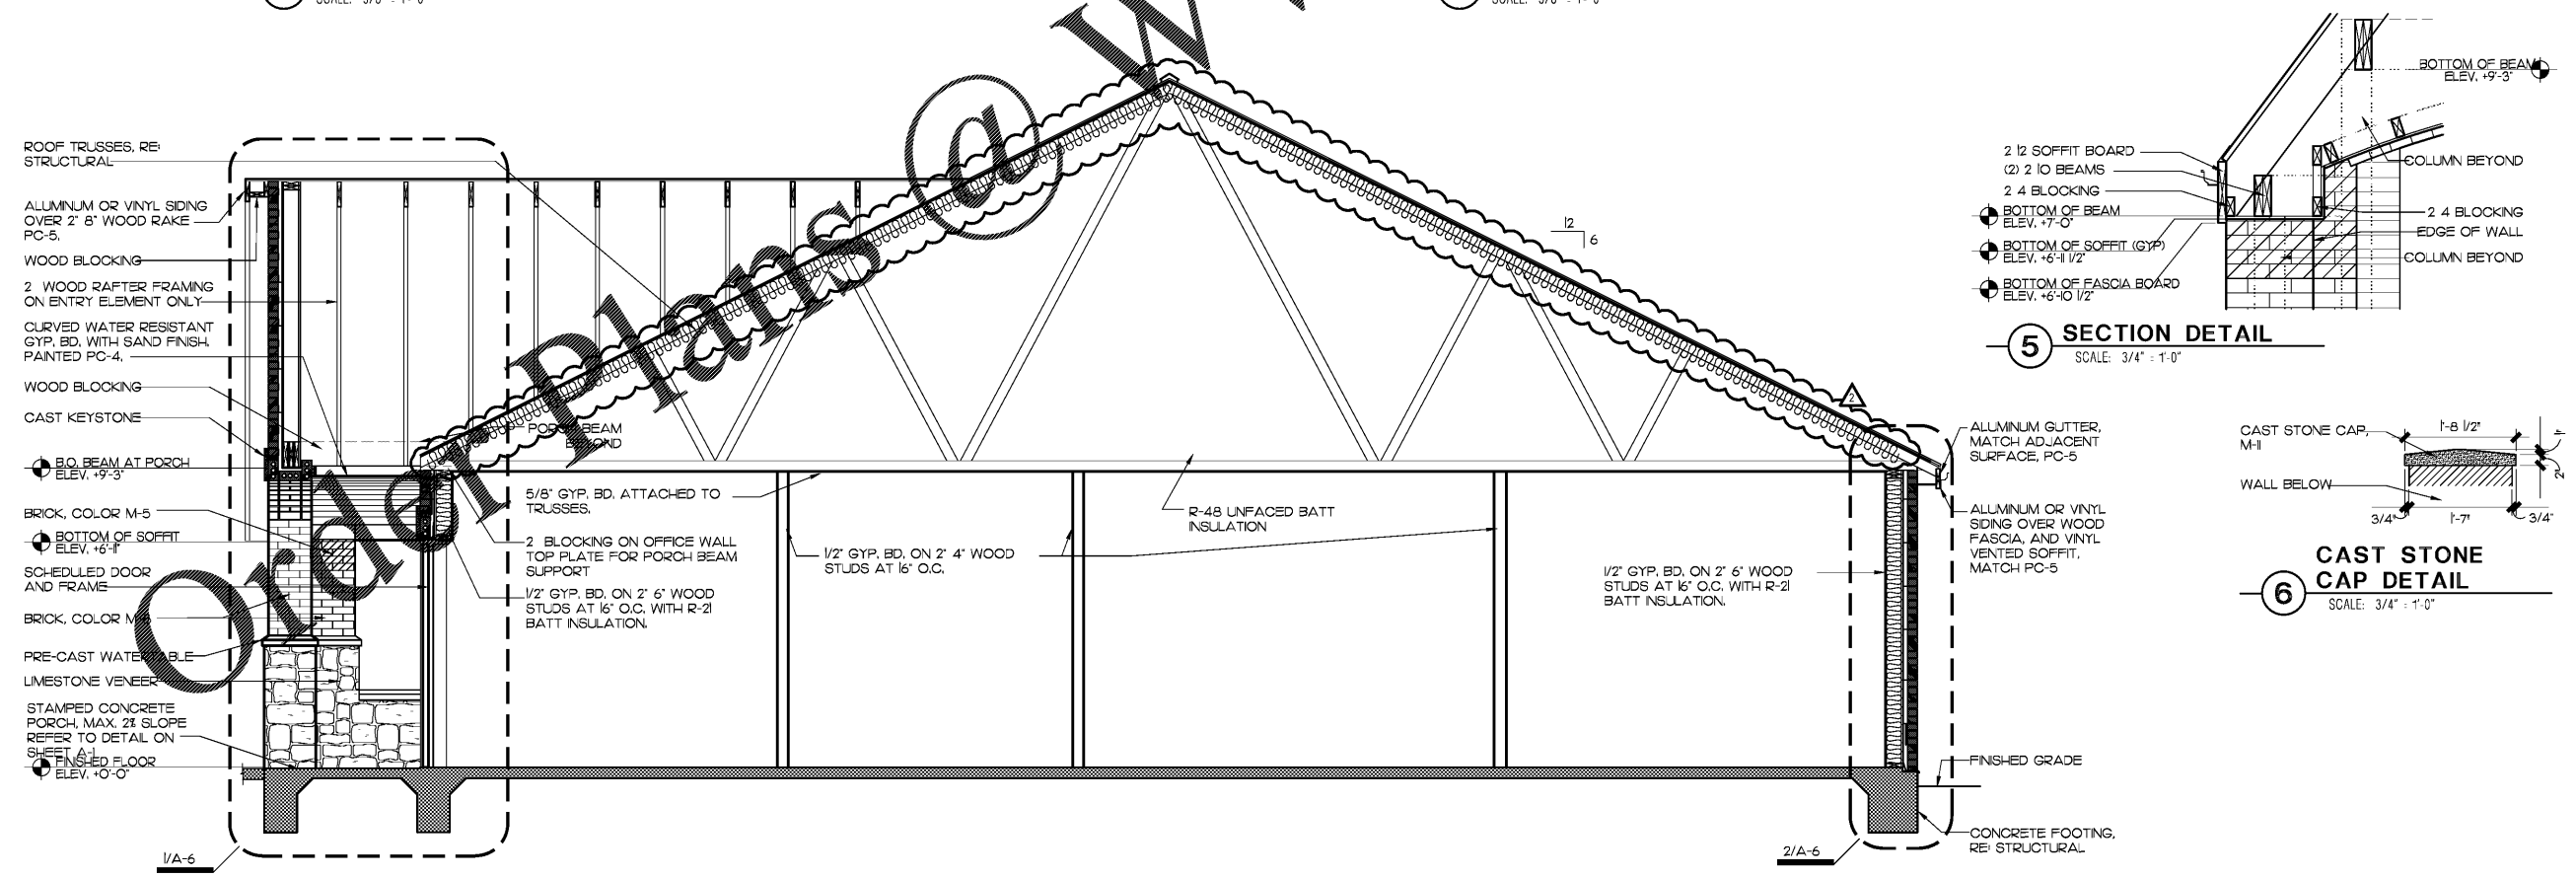 ROOF TRUSSES, RE:
STRUCTURAL
ALUMINUM OR VINYL SIDING
OVER 2" 8" WOOD RAKE
PC-5.
WOOD BLOCKING
2 WOOD RAFTER FRAMING
ON ENTRY ELEMENT ONLY
CURVED WATER RESISTANT
GYP. BD. WITH SAND FINISH.
PAINTED PC-4.
WOOD BLOCKING
CAST KEYSTONE
B.O. BEAM AT PORCH
ELEV. +9'-3"
BRICK, COLOR M-5
BOTTOM OF SOFFIT
ELEV. +6'-11"
SCHEDULED DOOR
AND FRAME
BRICK, COLOR
PRE-CAST WATERTABLE
LIMESTONE VENEER
STAMPED CONCRETE
PORCH, MAX. 2% SLOPE
REFER TO DETAIL ON
SHEET A-1
FINISHED FLOOR
ELEV. +0'-0"
1/A-6
PORCH BEAM
BEYOND
5/8" GYP. BD. ATTACHED TO
TRUSSES.
2 BLOCKING ON OFFICE WALL
TOP PLATE FOR PORCH BEAM
SUPPORT
1/2" GYP. BD. ON 2" 6" WOOD
STUDS AT 16" O.C. WITH R-21
BATT INSULATION.
1/2" GYP. BD. ON 2" 4" WOOD
STUDS AT 16" O.C.
R-48 UNFACED BATT
INSULATION
12
6
1/2" GYP. BD. ON 2" 6" WOOD
STUDS AT 16" O.C. WITH R-21
BATT INSULATION.
2
ALUMINUM GUTTER,
MATCH ADJACENT
SURFACE, PC-5
ALUMINUM OR VINYL
SIDING OVER WOOD
FASCIA, AND VINYL
VENTED SOFFIT,
MATCH PC-5
FINISHED GRADE
CONCRETE FOOTING,
RE: STRUCTURAL
2/A-6
Order Plans @ W
BOTTOM OF BEAM
ELEV. +9'-3"
2 12 SOFFIT BOARD
(2) 2 10 BEAMS
2 4 BLOCKING
BOTTOM OF BEAM
ELEV. +7'-0"
BOTTOM OF SOFFIT (GYP)
ELEV. +6'-11 1/2"
BOTTOM OF FASCIA BOARD
ELEV. +6'-10 1/2"
COLUMN BEYOND
2 4 BLOCKING
EDGE OF WALL
COLUMN BEYOND
5 SECTION DETAIL
SCALE: 3/4" = 1'-0"
CAST STONE CAP,
M-11
1'-8 1/2"
1"
2"
WALL BELOW
3/4"
1'-7"
3/4"
6 CAST STONE
CAP DETAIL
SCALE: 3/4" = 1'-0"